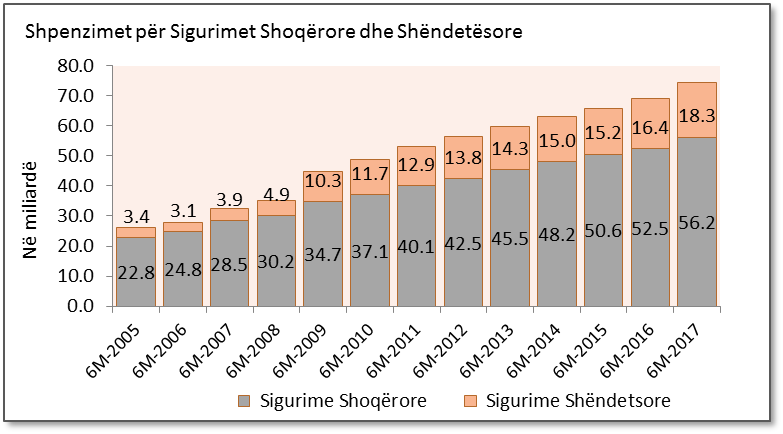 Shpenzimet për Sigurimet Shoqërore dhe Shëndetësore
Në miliardë
80.0
70.0
60.0
50.0
40.0
30.0
20.0
10.0
0.0
3.4 3.1 3.9 4.9 10.3 11.7 12.9 13.8 14.3 15.0 15.2 16.4 18.3
22.8 24.8 28.5 30.2 34.7 37.1 40.1 42.5 45.5 48.2 50.6 52.5 56.2
6M-2005 6M-2006 6M-2007 6M-2008 6M-2009 6M-2010 6M-2011 6M-2012 6M-2013 6M-2014 6M-2015 6M-2016 6M-2017
Sigurime Shoqërore Sigurime Shëndetsore